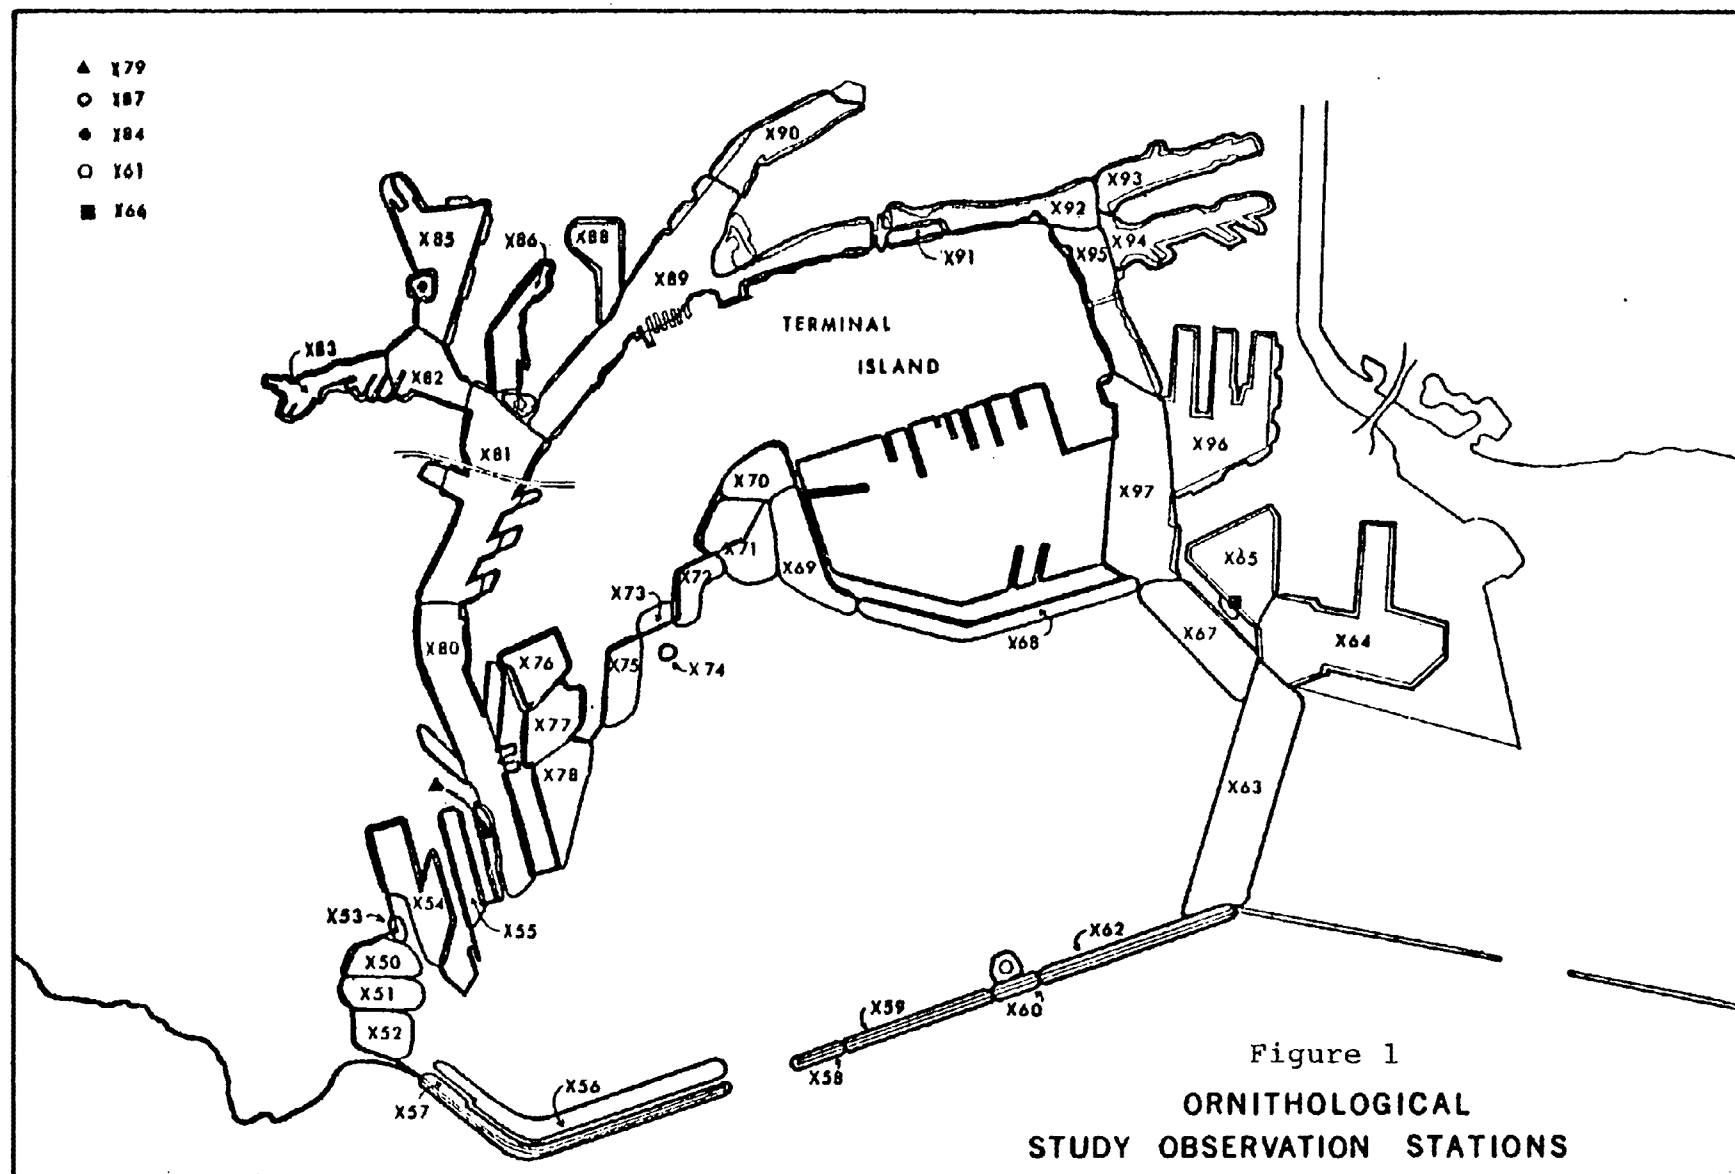 X79
X87
X84
X61
X66
X90
X93
X85
X86
X88
X92
X94
X91
X95
X89
TERMINAL
ISLAND
X83
X82
X81
X96
X70
X97
X71
X69
X65
X72
X73
X68
X67
X64
X80
X76
X75
X74
X77
X78
X63
X54
X53
X55
X62
X50
X51
X59
X60
X52
X58
X56
X57
Figure 1
ORNITHOLOGICAL
STUDY OBSERVATION STATIONS